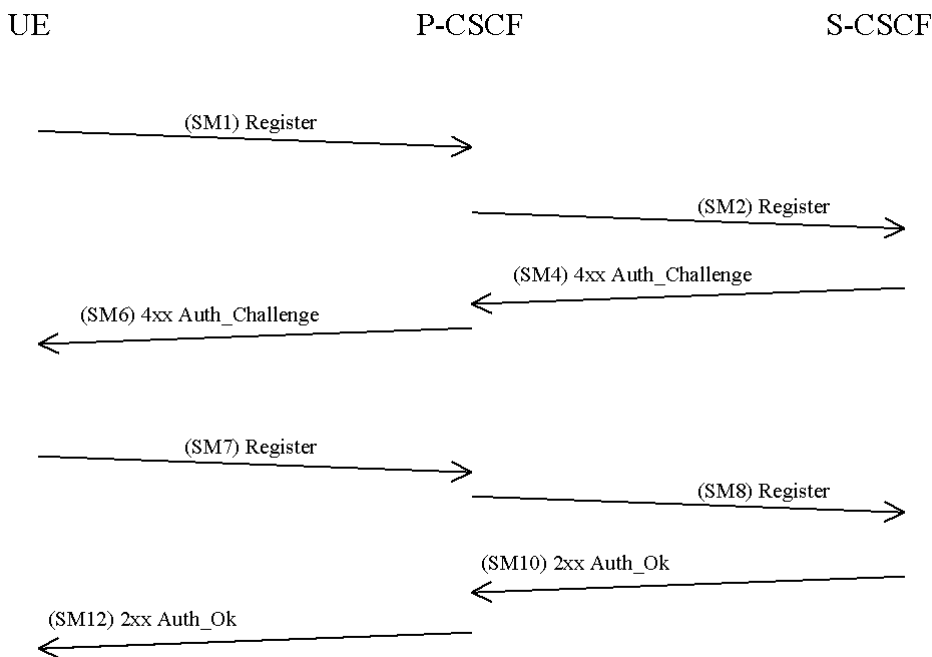 UE P-CSCF S-CSCF
(SM1) Register
(SM2) Register
(SM4) 4xx Auth_Challenge
(SM6) 4xx Auth_Challenge
(SM7) Register
(SM8) Register
(SM10) 2xx Auth_Ok
(SM12) 2xx Auth_Ok